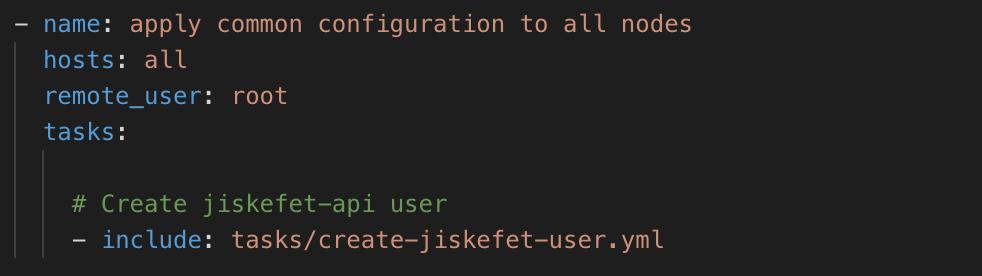 - name: apply common configuration to all nodes
  hosts: all
  remote_user: root
  tasks:

    # Create jiskefet-api user
    - include: tasks/create-jiskefet-user.yml